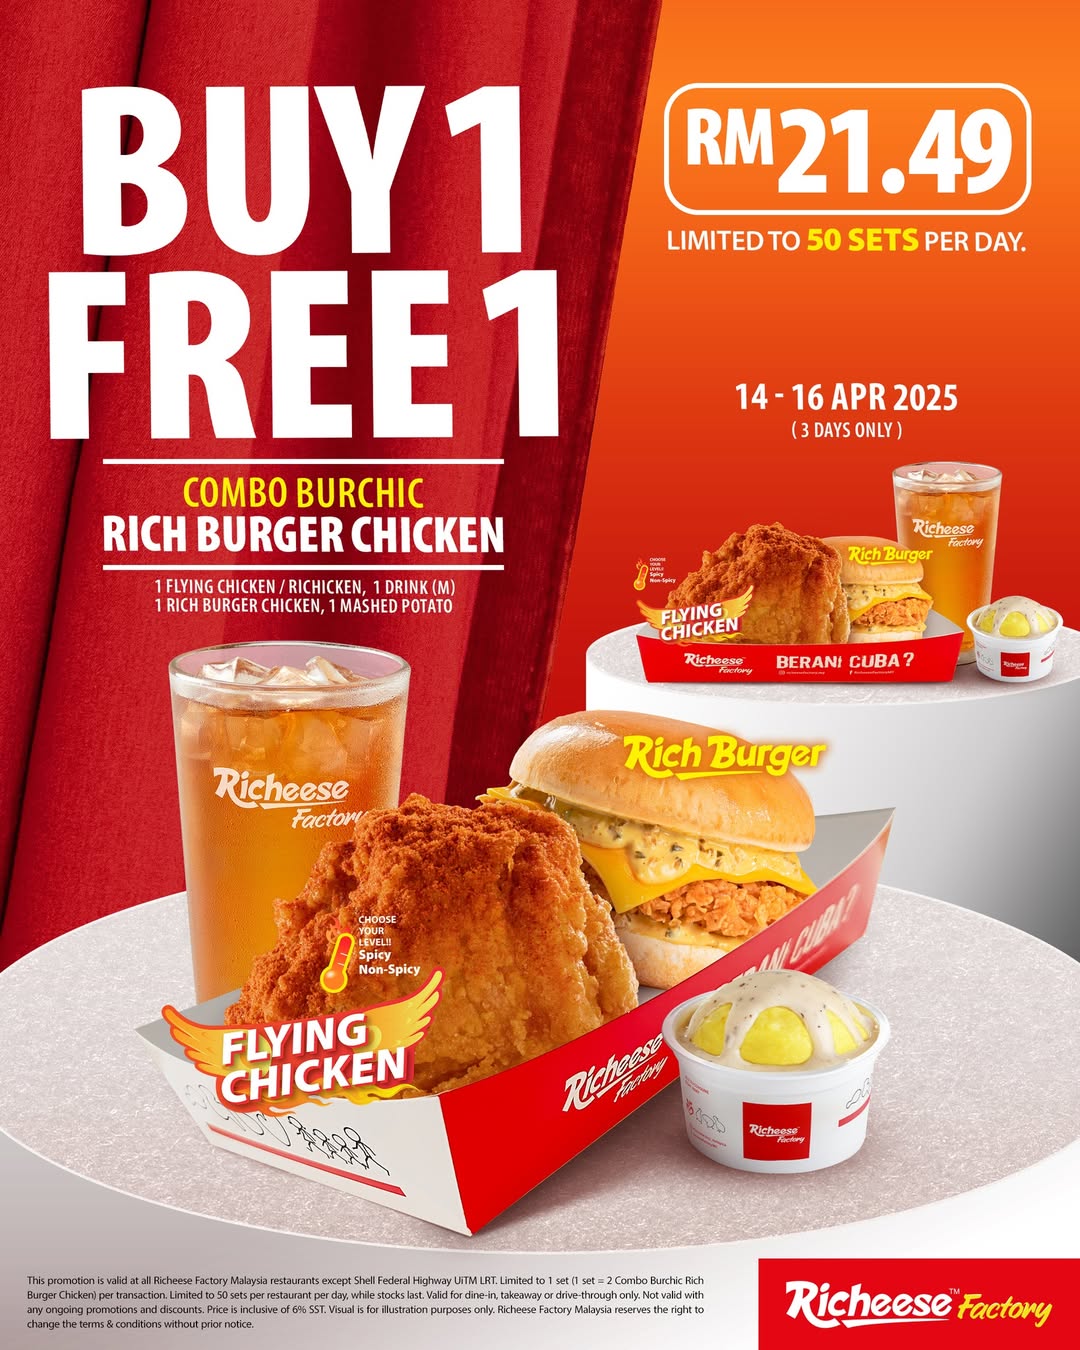 BUY 1
FREE 1
COMBO BURCHIC
RICH BURGER CHICKEN
1 FLYING CHICKEN / RICHICKEN, 1 DRINK (M)
1 RICH BURGER CHICKEN, 1 MASHED POTATO
RM21.49
LIMITED TO 50 SETS PER DAY.
14 - 16 APR 2025
( 3 DAYS ONLY )
Richeese
Factory
Rich Burger
CHOOSE
YOUR
LEVEL!!
Spicy
Non-Spicy
FLYING
CHICKEN
Richeese
Factory
BERANI CUBA?
Richeese
Factory
Richeese
Factory
Rich Burger
CHOOSE
YOUR
LEVEL!!
Spicy
Non-Spicy
FLYING
CHICKEN
CUBA?
Richeese
Factory
Richeese
Factory
This promotion is valid at all Richeese Factory Malaysia restaurants except Shell Federal Highway UiTM LRT. Limited to 1 set (1 set = 2 Combo Burchic Rich
Burger Chicken) per transaction. Limited to 50 sets per restaurant per day, while stocks last. Valid for dine-in, takeaway or drive-through only. Not valid with
any ongoing promotions and discounts. Price is inclusive of 6% SST. Visual is for illustration purposes only. Richeese Factory Malaysia reserves the right to
change the terms & conditions without prior notice.
Richeese™ Factory